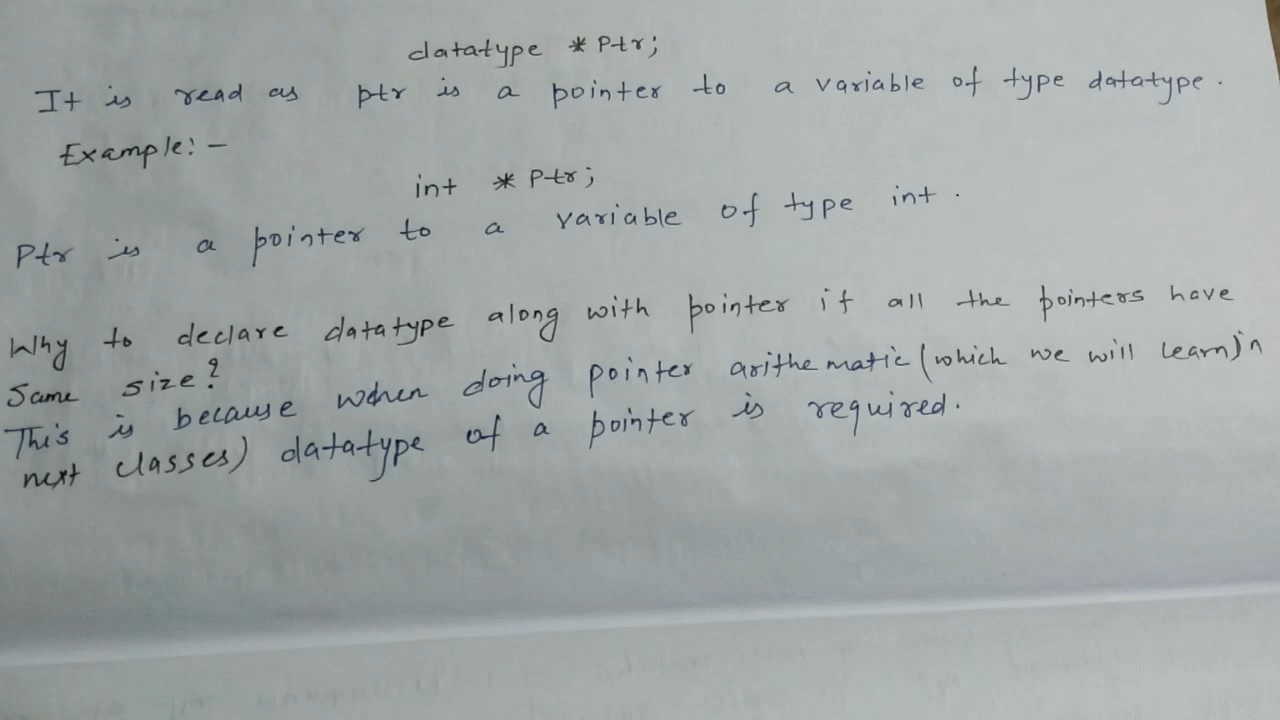 datatype * Ptr;
It is read as ptr is a pointer to a variable of type datatype.
Example:-
int * Ptr;
Ptr is a pointer to a variable of type int.
Why to declare datatype along with pointer if all the pointers have
same size?
This is because when doing pointer arithematic (which we will learn)n
next classes) datatype of a pointer is required.